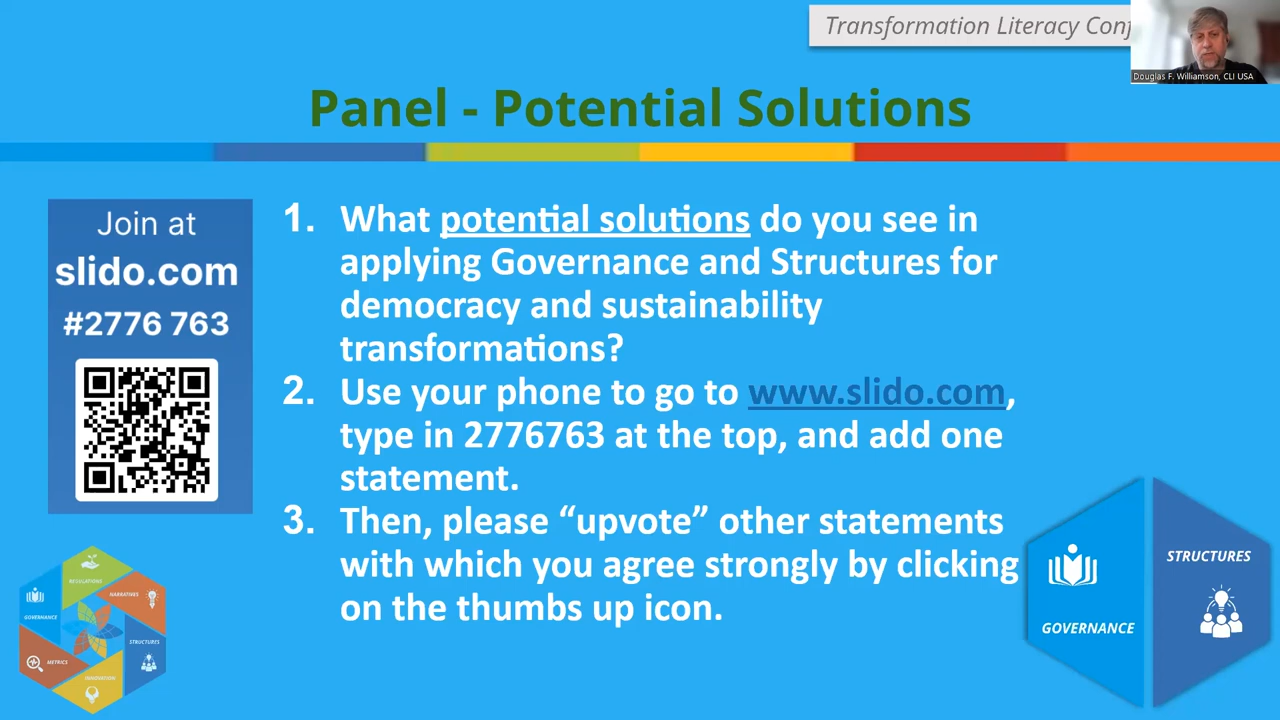 Transformation Literacy Conf
Douglas F. Williamson, CLI USA
Panel - Potential Solutions
Join at
slido.com
#2776 763
1. What potential solutions do you see in
applying Governance and Structures for
democracy and sustainability
transformations?
2. Use your phone to go to www.slido.com,
type in 2776763 at the top, and add one
statement.
3. Then, please “upvote” other statements
with which you agree strongly by clicking
on the thumbs up icon.
REGULATIONS
NARRATIVES
GOVERNANCE
STRUCTURES
METRICS
INNOVATION
STRUCTURES
GOVERNANCE